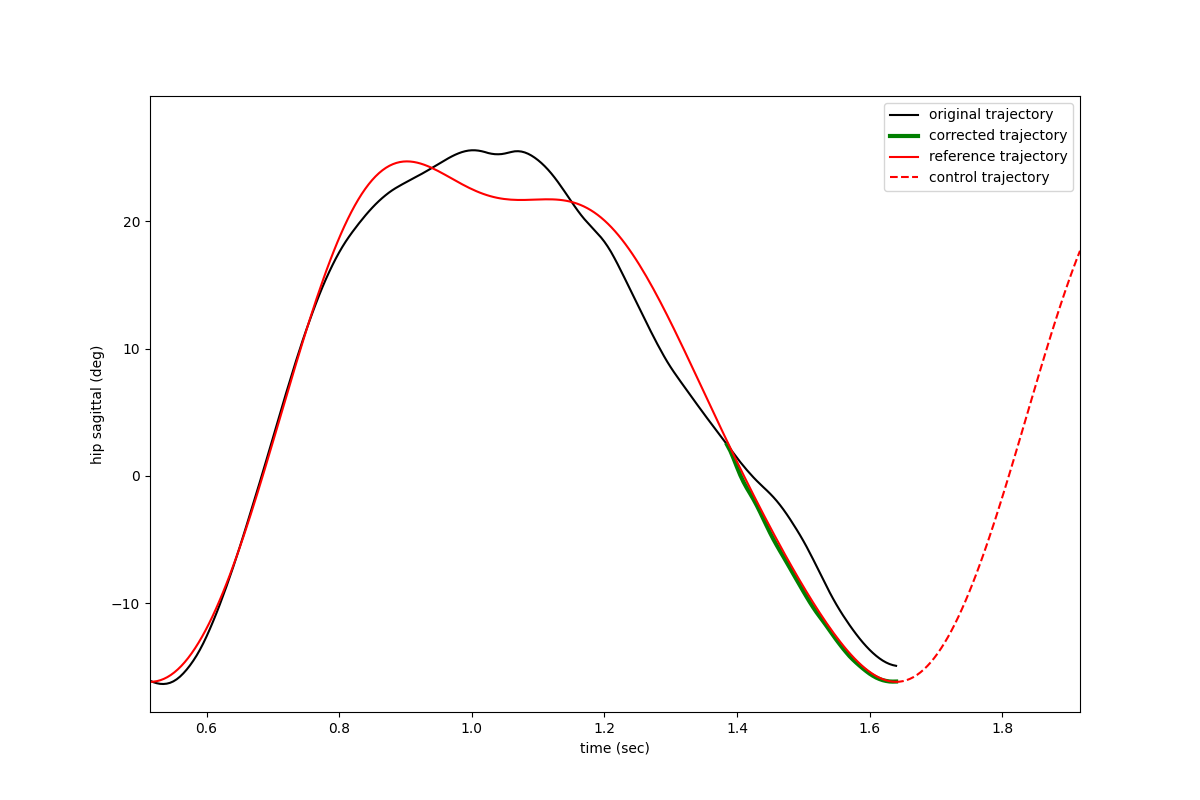 original trajectory
corrected trajectory
reference trajectory
control trajectory
20
10
0
−10
hip sagittal (deg)
0.6 0.8 1.0 1.2 1.4 1.6 1.8
time (sec)